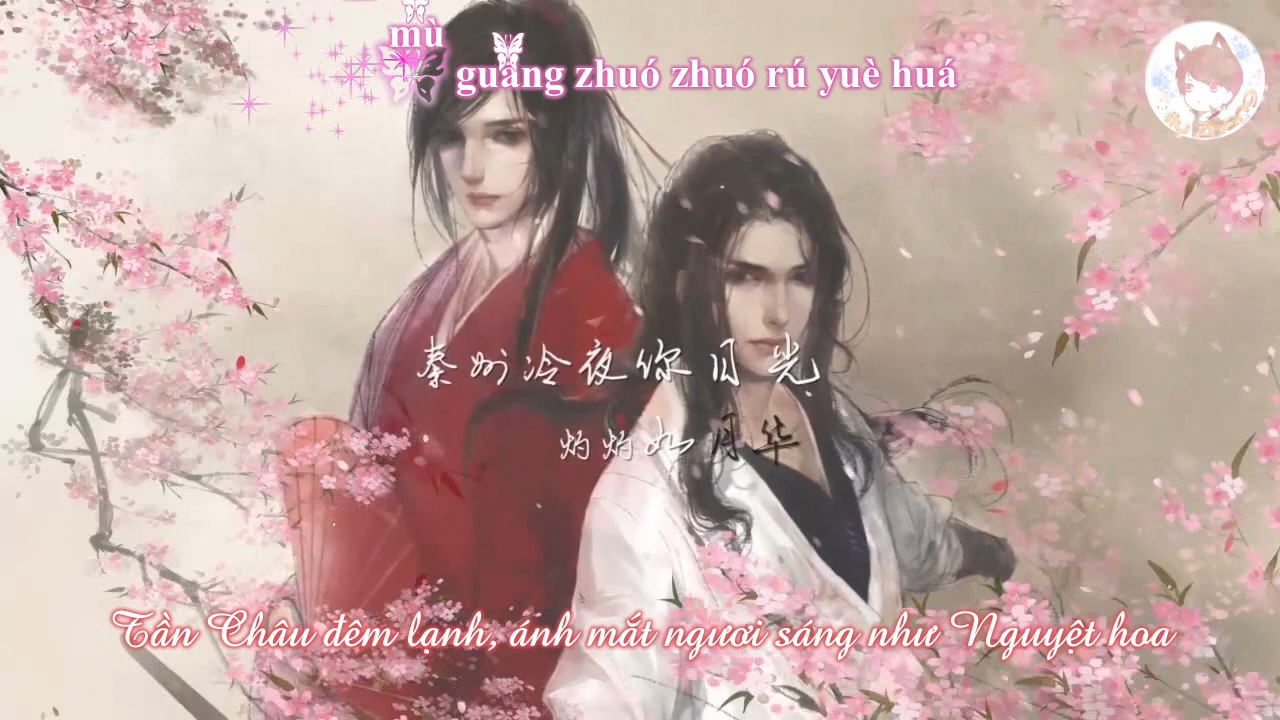 mù guāng zhuó zhuó rú yuè huá
秦州冷夜你目光
灼灼如月华
Tần Châu đêm lạnh, ánh mắt ngươi sáng như Nguyệt hoa